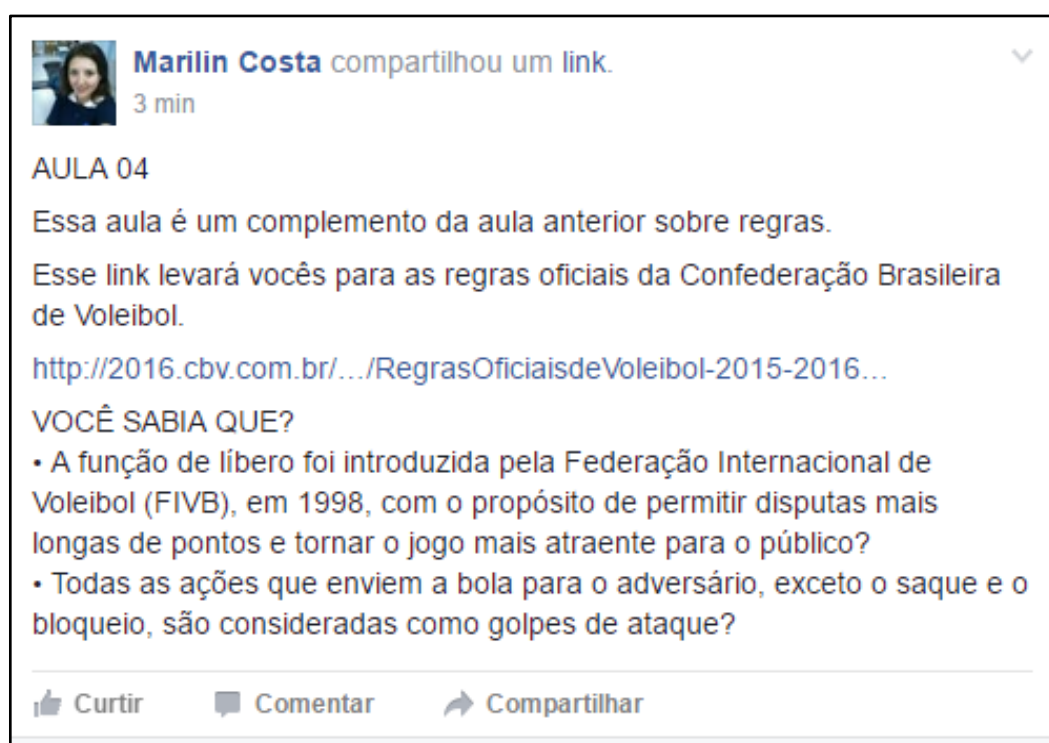 Marilin Costa compartilhou um link.
3 min
AULA 04
Essa aula é um complemento da aula anterior sobre regras.
Esse link levará vocês para as regras oficiais da Confederação Brasileira
de Voleibol.
http://2016.cbv.com.br/.../RegrasOficiaisdeVoleibol-2015-2016...
VOCÊ SABIA QUE?
• A função de líbero foi introduzida pela Federação Internacional de
Voleibol (FIVB), em 1998, com o propósito de permitir disputas mais
longas de pontos e tornar o jogo mais atraente para o público?
• Todas as ações que enviem a bola para o adversário, exceto o saque e o
bloqueio, são consideradas como golpes de ataque?
Curtir Comentar Compartilhar